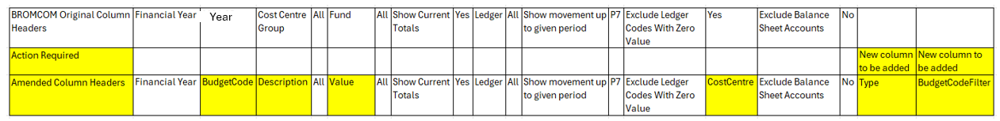 BROMCOM Original Column Headers | Financial Year | Year | Cost Centre Group | All | Fund | All | Show Current Totals | Yes | Ledger | All | Show movement up to given period | P7 | Exclude Ledger Codes With Zero Value | Yes | Exclude Balance Sheet Accounts | No
Action Required | New column to be added | New column to be added
Amended Column Headers | Financial Year | BudgetCode | Description | All | Value | All | Show Current Totals | Yes | Ledger | All | Show movement up to given period | P7 | Exclude Ledger Codes With Zero Value | CostCentre | Exclude Balance Sheet Accounts | No | Type | BudgetCodeFilter